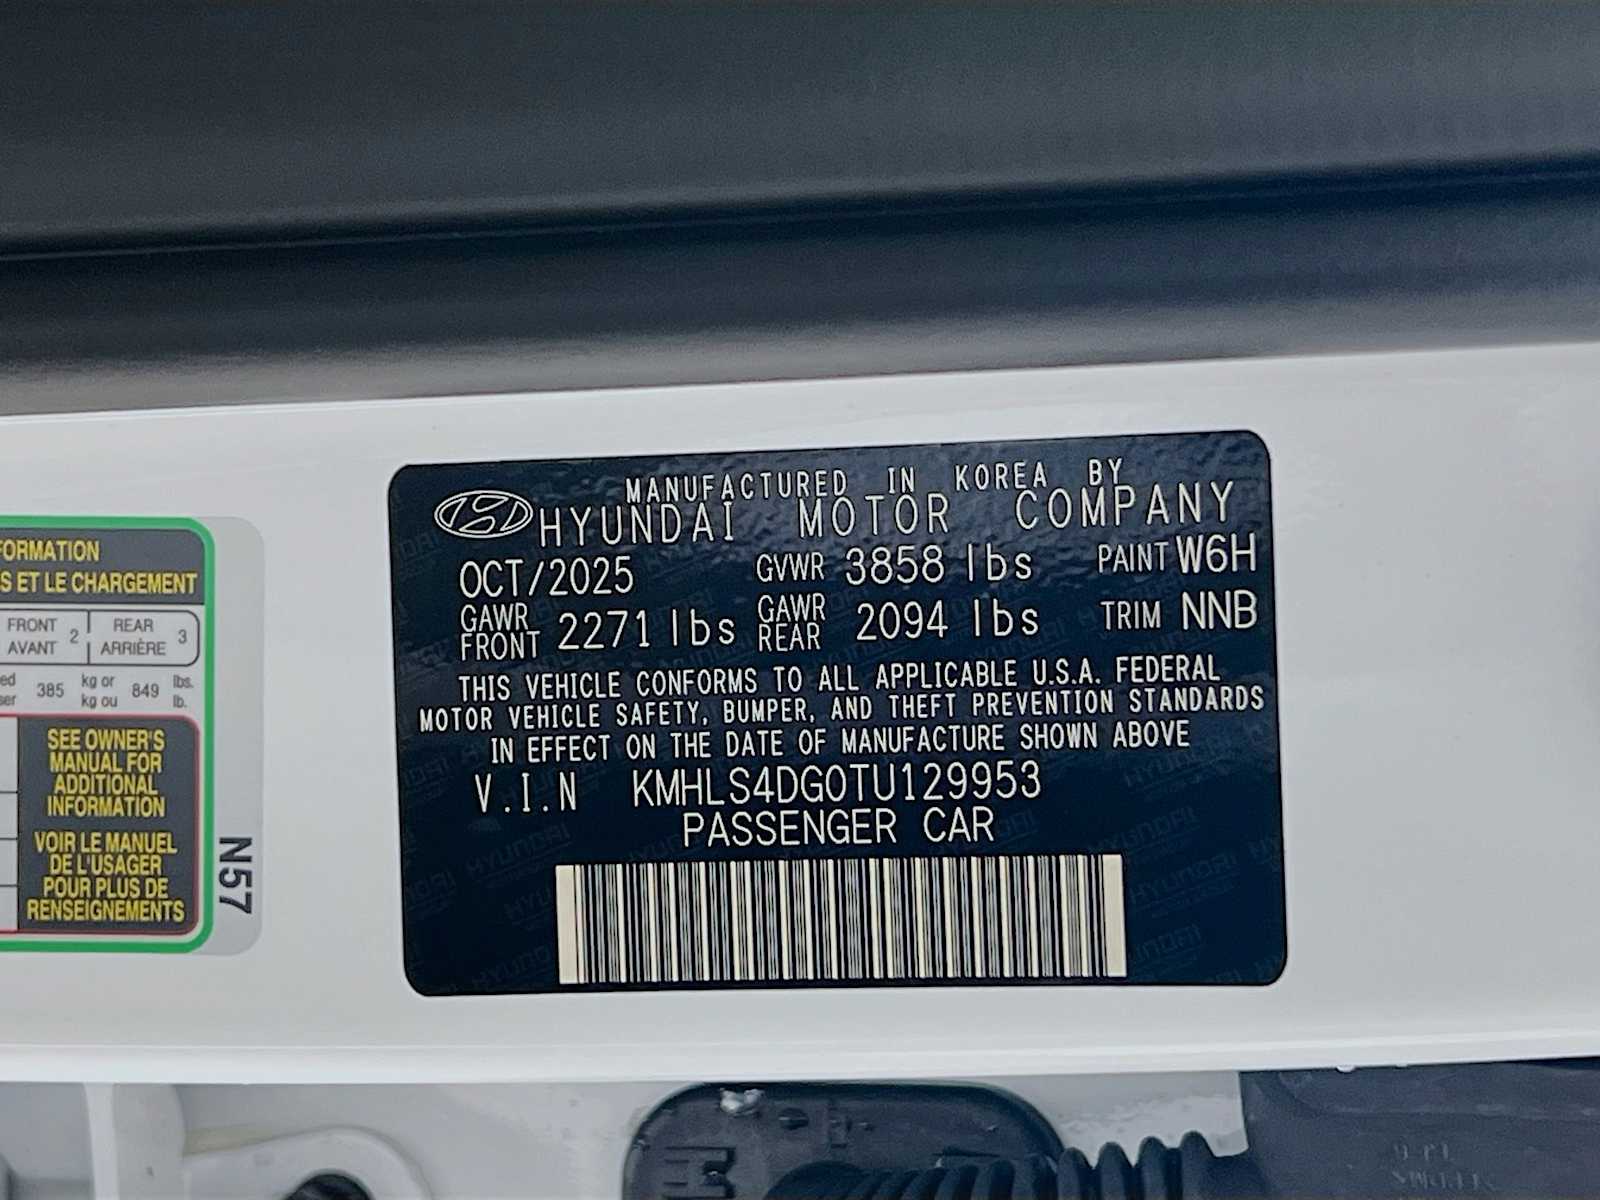 MANUFACTURED IN KOREA BY
HYUNDAI MOTOR COMPANY
OCT/2025 GVWR 3858 lbs PAINT W6H
GAWR FRONT 2271 lbs GAWR REAR 2094 lbs TRIM NNB
THIS VEHICLE CONFORMS TO ALL APPLICABLE U.S.A. FEDERAL
MOTOR VEHICLE SAFETY, BUMPER, AND THEFT PREVENTION STANDARDS
IN EFFECT ON THE DATE OF MANUFACTURE SHOWN ABOVE
V.I.N KMHLS4DG0TU129953
PASSENGER CAR
FORMATION
S ET LE CHARGEMENT
FRONT AVANT 2 REAR ARRIÈRE 3
385 kg or kg ou 849 lbs. lb.
SEE OWNER'S
MANUAL FOR
ADDITIONAL
INFORMATION
VOIR LE MANUEL
DE L'USAGER
POUR PLUS DE
RENSEIGNEMENTS
N57